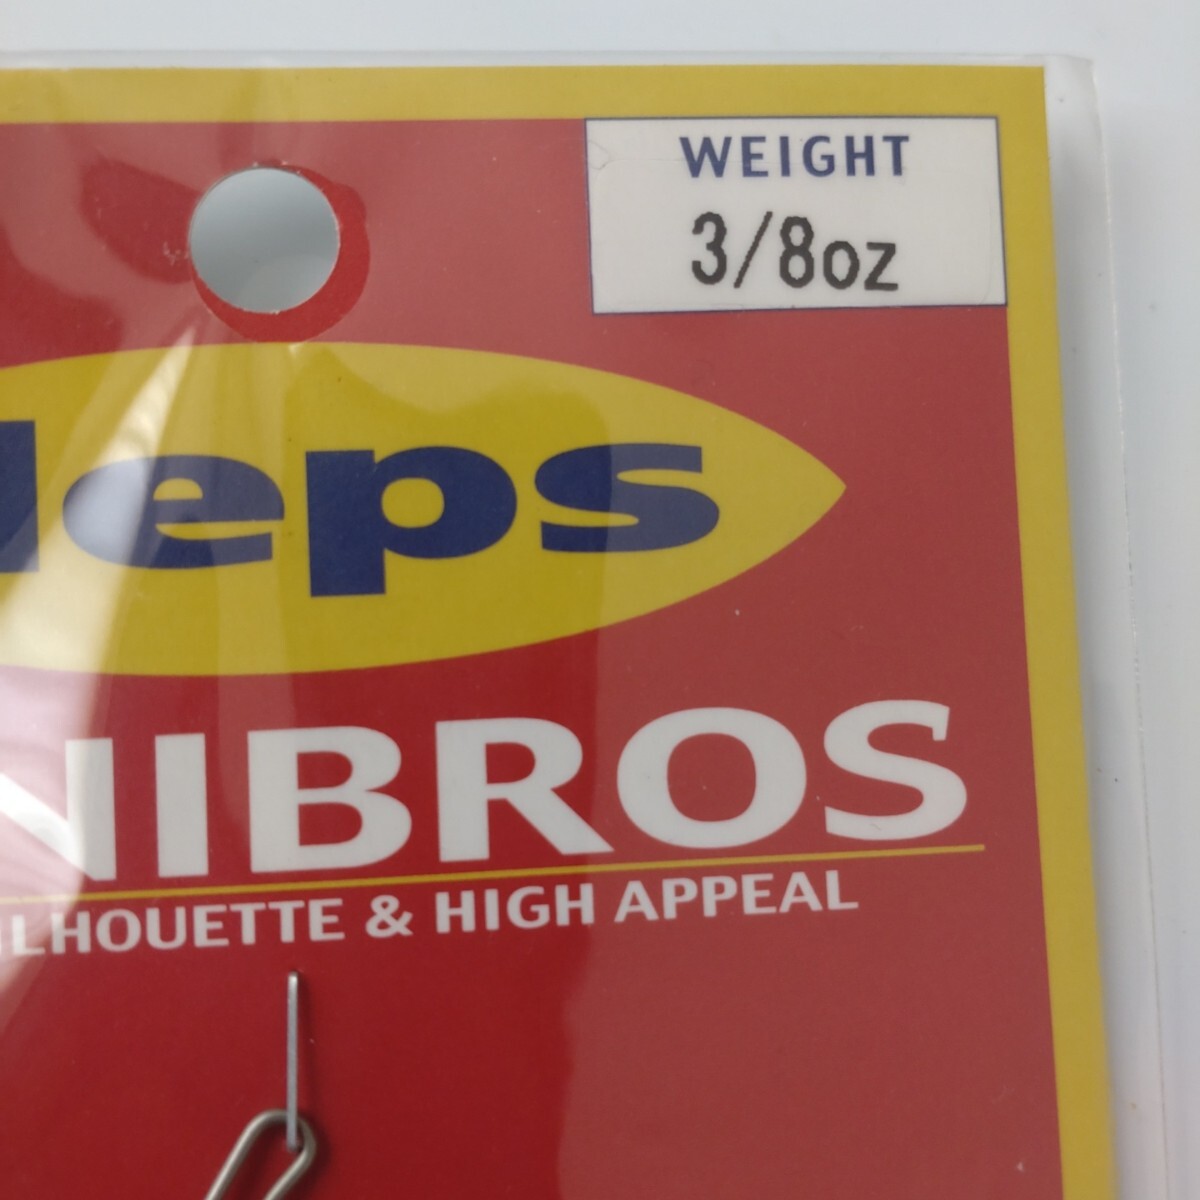 WEIGHT
3/8oz
deps
NIBROS
ILHOUETTE & HIGH APPEAL